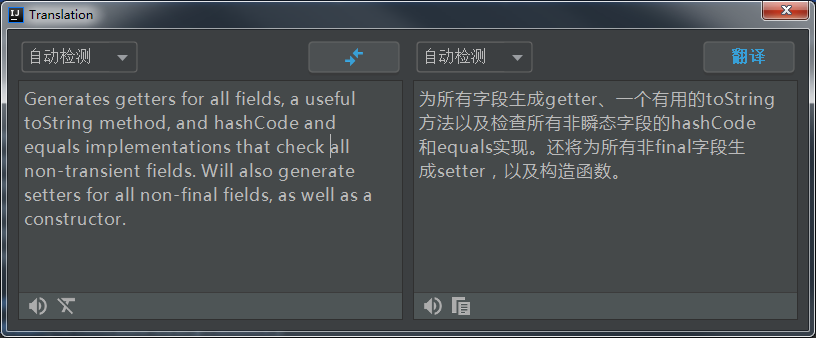 Translation
自动检测
自动检测
翻译
Generates getters for all fields, a useful
toString method, and hashCode and
equals implementations that check all
non-transient fields. Will also generate
setters for all non-final fields, as well as a
constructor.
为所有字段生成getter、一个有用的toString
方法以及检查所有非瞬态字段的hashCode
和equals实现。还将为所有非final字段生
成setter，以及构造函数。